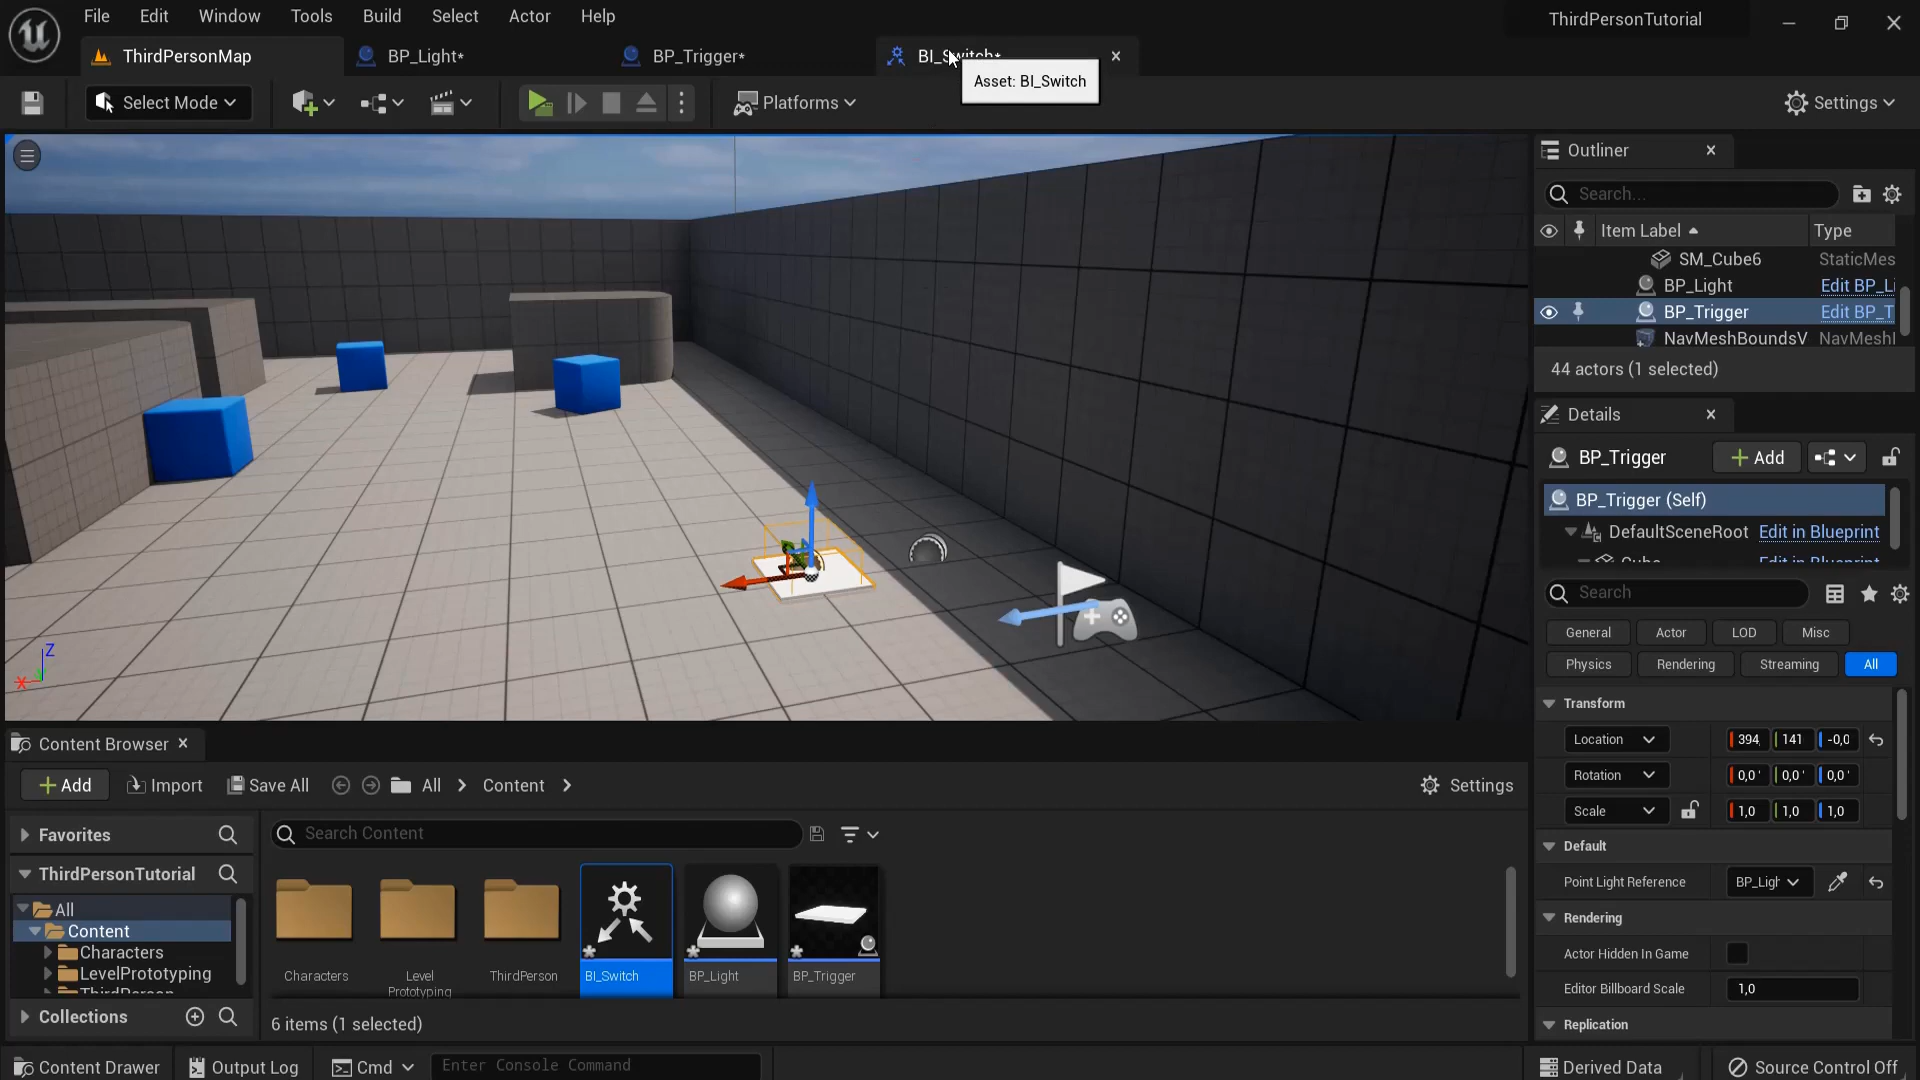 File Edit Window Tools Build Select Actor Help
ThirdPersonTutorial
ThirdPersonMap
BP_Light*
BP_Trigger*
BI_Switch*
Asset: BI_Switch
Select Mode
Platforms
Settings
Outliner
Search...
Item Label
Type
SM_Cube6
StaticMes
BP_Light
Edit BP_Li
BP_Trigger
Edit BP_T
NavMeshBoundsV
NavMeshI
44 actors (1 selected)
Details
BP_Trigger
Add
BP_Trigger (Self)
DefaultSceneRoot
Edit in Blueprint
Cube
Edit in Blueprint
Search
General
Actor
LOD
Misc
Physics
Rendering
Streaming
All
Transform
Location
394,
141
-0,0
Rotation
0,0°
0,0°
0,0°
Scale
1,0
1,0
1,0
Default
Point Light Reference
BP_Ligh
Rendering
Actor Hidden In Game
Editor Billboard Scale
1,0
Replication
Z
X
Content Browser
Add
Import
Save All
All
Content
Settings
Favorites
Search Content
ThirdPersonTutorial
All
Content
Characters
LevelPrototyping
ThirdPerson
Characters
Level
Prototyping
ThirdPerson
BI_Switch
BP_Light
BP_Trigger
Collections
6 items (1 selected)
Content Drawer
Output Log
Cmd
Enter Console Command
Derived Data
Source Control Off